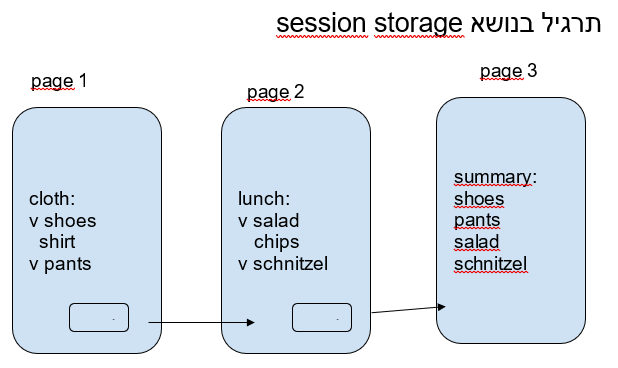 תרגיל בנושא session storage
page 1
cloth:
v shoes
shirt
v pants
page 2
lunch:
v salad
chips
v schnitzel
page 3
summary:
shoes
pants
salad
schnitzel